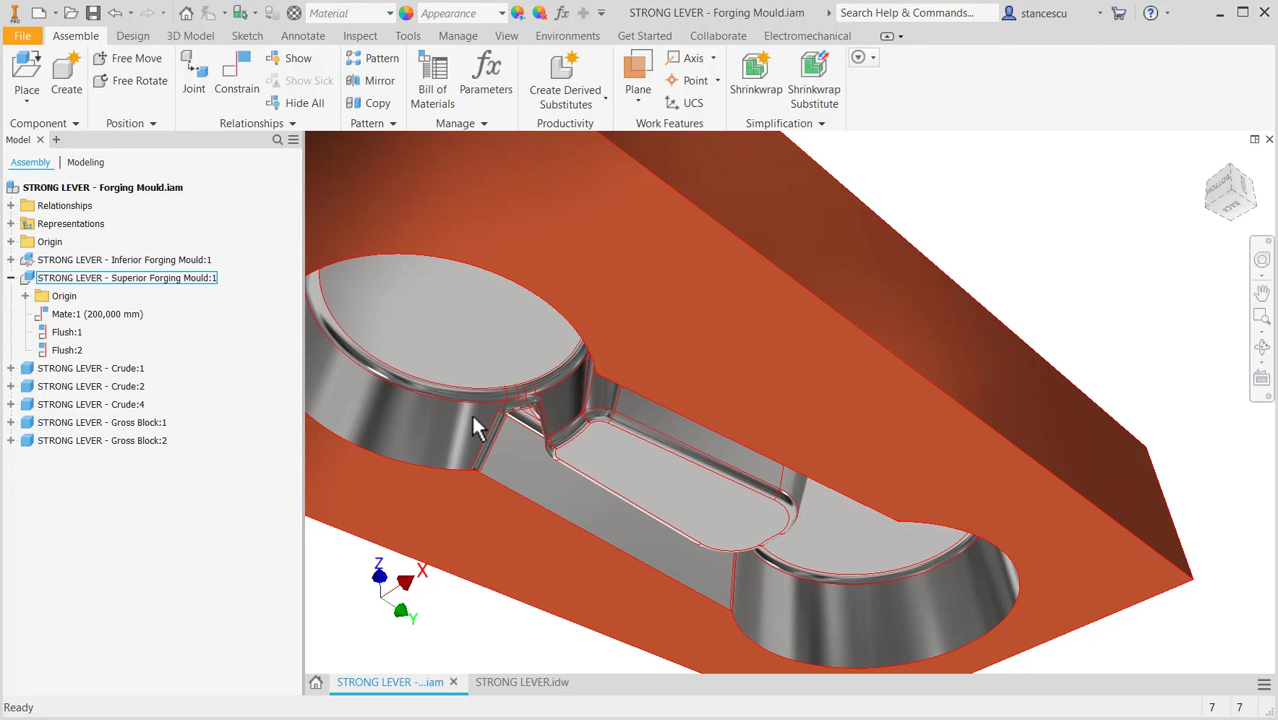 Material
Appearance
STRONG LEVER - Forging Mould.iam
Search Help & Commands...
stancescu
PRO
File
Assemble
Design
3D Model
Sketch
Annotate
Inspect
Tools
Manage
View
Environments
Get Started
Collaborate
Electromechanical
Place
Create
Free Move
Free Rotate
Joint
Constrain
Show
Show Sick
Hide All
Pattern
Mirror
Copy
Bill of
Materials
Parameters
Create Derived
Substitutes
Plane
Axis
Point
UCS
Shrinkwrap
Shrinkwrap
Substitute
Component
Position
Relationships
Pattern
Manage
Productivity
Work Features
Simplification
Model
Assembly
Modeling
STRONG LEVER - Forging Mould.iam
Relationships
Representations
Origin
STRONG LEVER - Inferior Forging Mould:1
STRONG LEVER - Superior Forging Mould:1
Origin
Mate:1 (200,000 mm)
Flush:1
Flush:2
STRONG LEVER - Crude:1
STRONG LEVER - Crude:2
STRONG LEVER - Crude:4
STRONG LEVER - Gross Block:1
STRONG LEVER - Gross Block:2
BOTTOM
BACK
Z
X
Y
STRONG LEVER -...iam
STRONG LEVER.idw
Ready
7
7